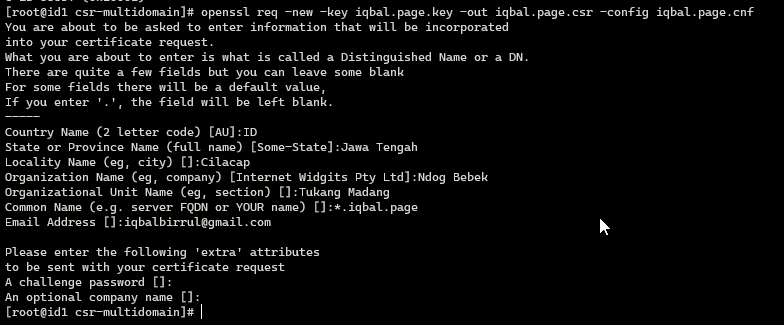 [root@id1 csr-multidomain]# openssl req -new -key iqbal.page.key -out iqbal.page.csr -config iqbal.page.cnf
You are about to be asked to enter information that will be incorporated
into your certificate request.
What you are about to enter is what is called a Distinguished Name or a DN.
There are quite a few fields but you can leave some blank
For some fields there will be a default value,
If you enter '.', the field will be left blank.
-----
Country Name (2 letter code) [AU]:ID
State or Province Name (full name) [Some-State]:Jawa Tengah
Locality Name (eg, city) []:Cilacap
Organization Name (eg, company) [Internet Widgits Pty Ltd]:Ndog Bebek
Organizational Unit Name (eg, section) []:Tukang Madang
Common Name (e.g. server FQDN or YOUR name) []:*.iqbal.page
Email Address []:iqbalbirrul@gmail.com

Please enter the following 'extra' attributes
to be sent with your certificate request
A challenge password []:
An optional company name []:
[root@id1 csr-multidomain]#